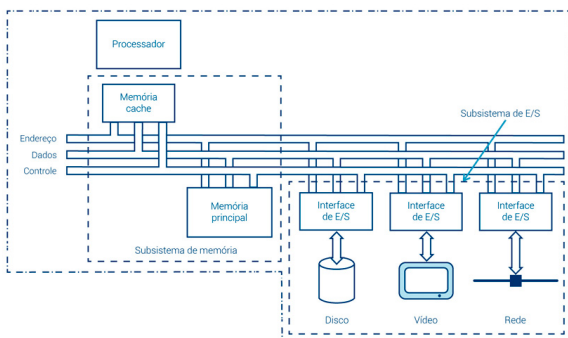 Processador
Memória
cache
Subsistema de E/S
Endereço
Dados
Controle
Memória
principal
Interface
de E/S
Interface
de E/S
Interface
de E/S
Subsistema de memória
Disco
Vídeo
Rede